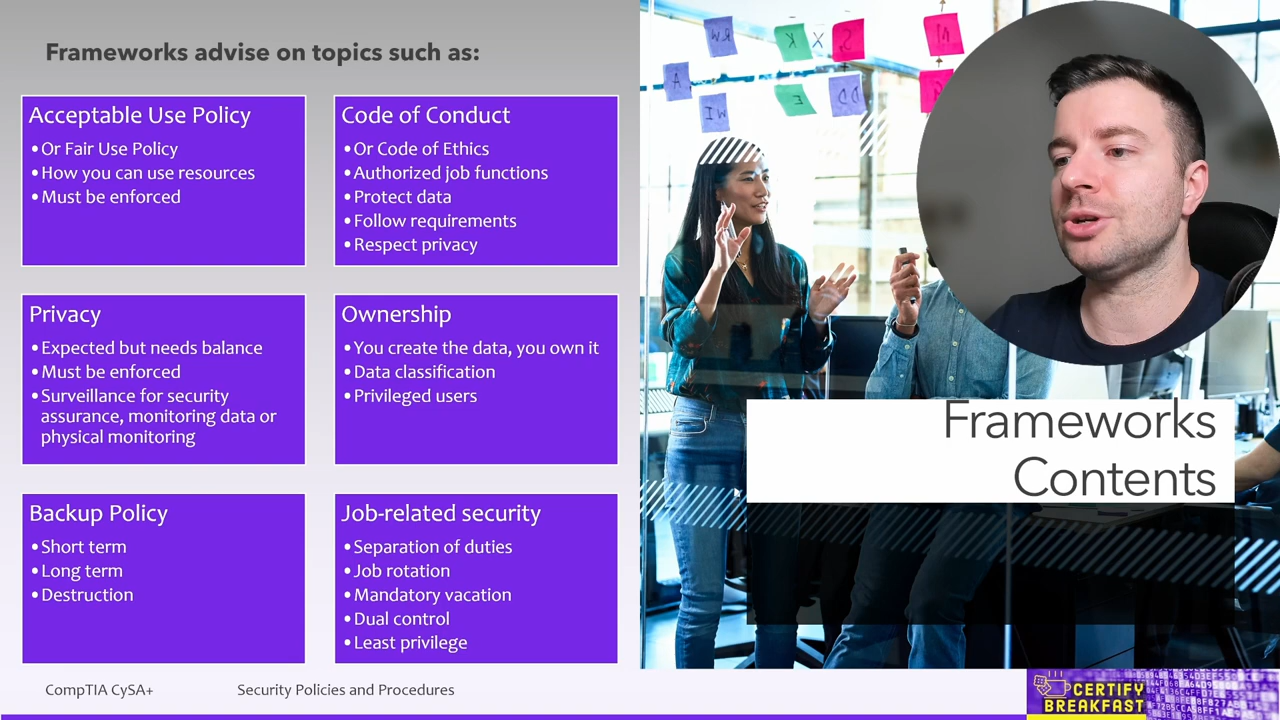 Frameworks advise on topics such as:
Acceptable Use Policy
•Or Fair Use Policy
•How you can use resources
•Must be enforced
Code of Conduct
•Or Code of Ethics
•Authorized job functions
•Protect data
•Follow requirements
•Respect privacy
Privacy
•Expected but needs balance
•Must be enforced
•Surveillance for security
assurance, monitoring data or
physical monitoring
Ownership
•You create the data, you own it
•Data classification
•Privileged users
Backup Policy
•Short term
•Long term
•Destruction
Job-related security
•Separation of duties
•Job rotation
•Mandatory vacation
•Dual control
•Least privilege
K
X
A
E
Frameworks
Contents
CompTIA CySA+
Security Policies and Procedures
CERTIFY
BREAKFAST